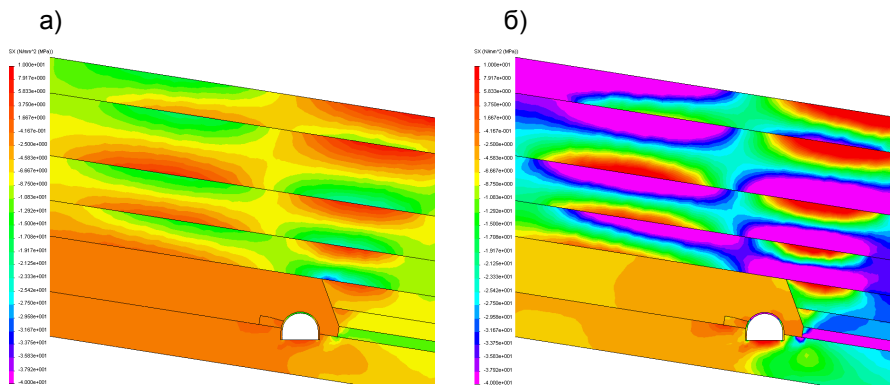 а)
SX (N/mm^2 (MPa))
1.000e+001
7.917e+000
5.833e+000
3.750e+000
1.667e+000
-4.167e-001
-2.500e+000
-4.583e+000
-6.667e+000
-8.750e+000
-1.083e+001
-1.292e+001
-1.500e+001
-1.708e+001
-1.917e+001
-2.125e+001
-2.333e+001
-2.542e+001
-2.750e+001
-2.958e+001
-3.167e+001
-3.375e+001
-3.583e+001
-3.792e+001
-4.000e+001
б)
SX (N/mm^2 (MPa))
1.000e+001
7.917e+000
5.833e+000
3.750e+000
1.667e+000
-4.167e-001
-2.500e+000
-4.583e+000
-6.667e+000
-8.750e+000
-1.083e+001
-1.292e+001
-1.500e+001
-1.708e+001
-1.917e+001
-2.125e+001
-2.333e+001
-2.542e+001
-2.750e+001
-2.958e+001
-3.167e+001
-3.375e+001
-3.583e+001
-3.792e+001
-4.000e+001